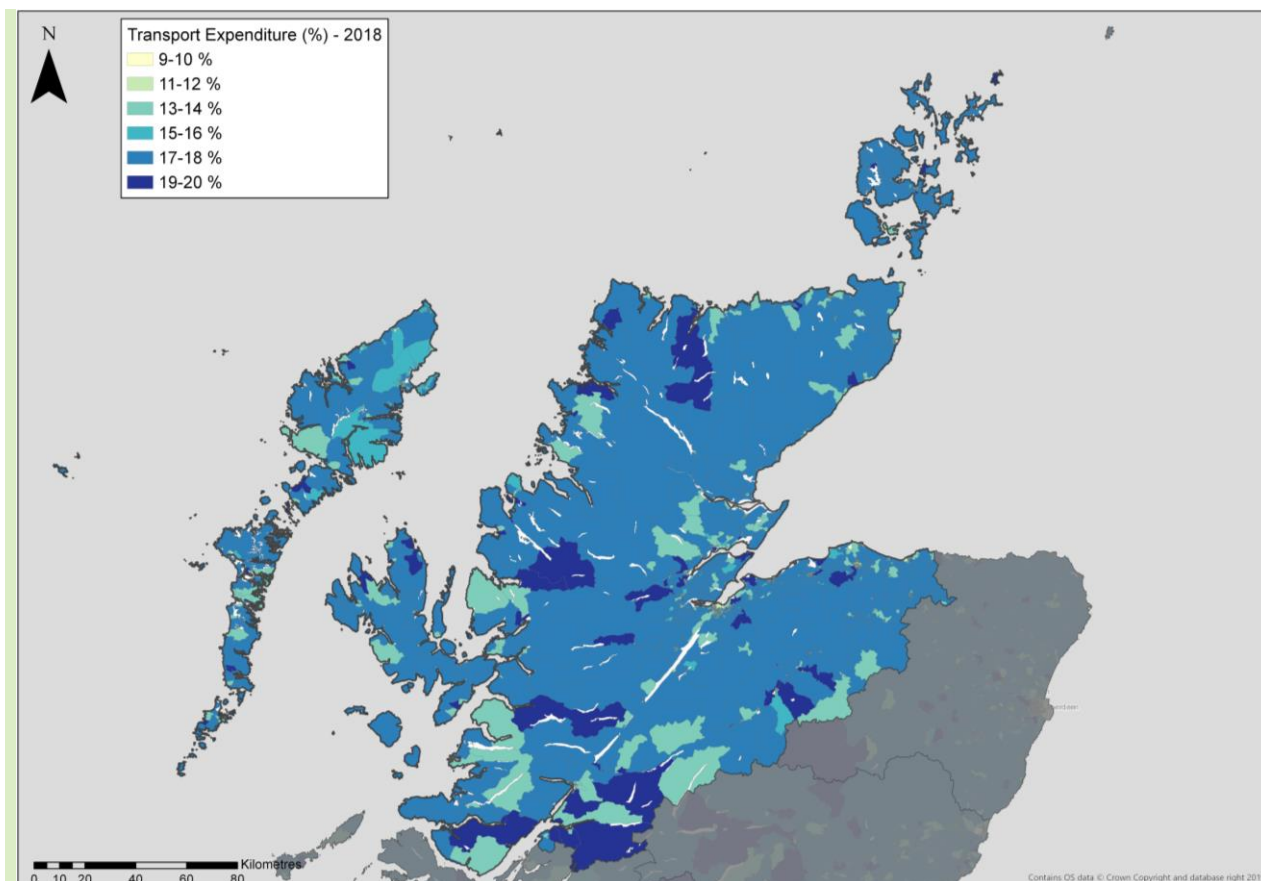 N
Transport Expenditure (%) - 2018
9-10 %
11-12 %
13-14 %
15-16 %
17-18 %
19-20 %
Kilometres
0 10 20 40 60 80
Contains OS data © Crown Copyright and database right 201